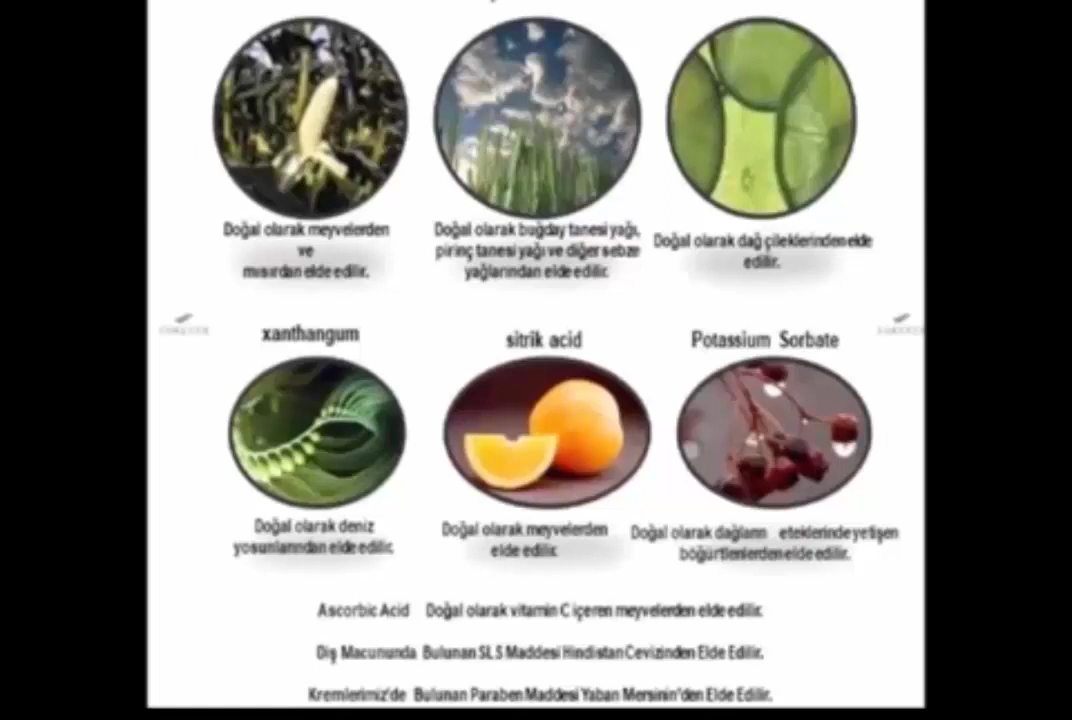 Doğal olarak meyvelerden
ve
mısırdan elde edilir.
Doğal olarak buğday tanesi yağı,
pirinç tanesi yağı ve diğer sebze
yağlarından elde edilir.
Doğal olarak dağ çileklerinden elde
edilir.
xanthangum
sitrik acid
Potassium Sorbate
Doğal olarak deniz
yosunlarından elde edilir.
Doğal olarak meyvelerden
elde edilir.
Doğal olarak dağların eteklerinde yetişen
böğürtlenlerden elde edilir.
Ascorbic Acid Doğal olarak vitamin C içeren meyvelerden elde edilir.
Diş Macununda Bulunan SLS Maddesi Hindistan Cevizinden Elde Edilir.
Kremlerimiz'de Bulunan Paraben Maddesi Yaban Mersinin'den Elde Edilir.